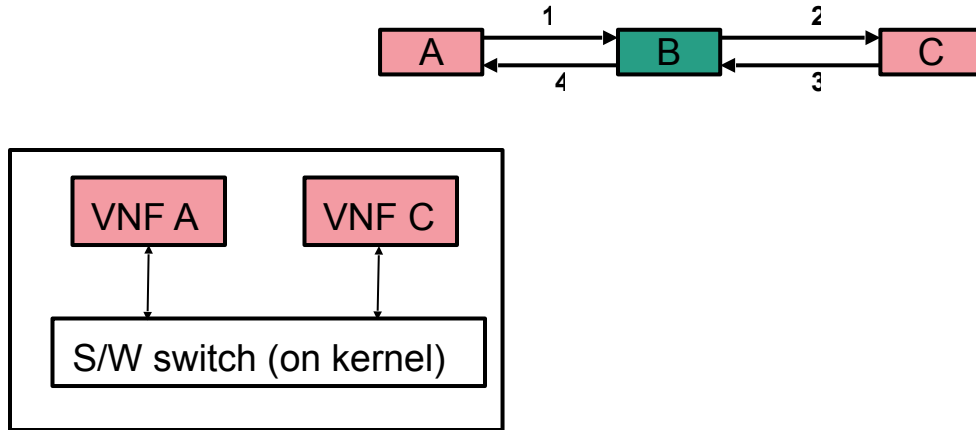 1 2
A B C
4 3
VNF A VNF C
S/W switch (on kernel)